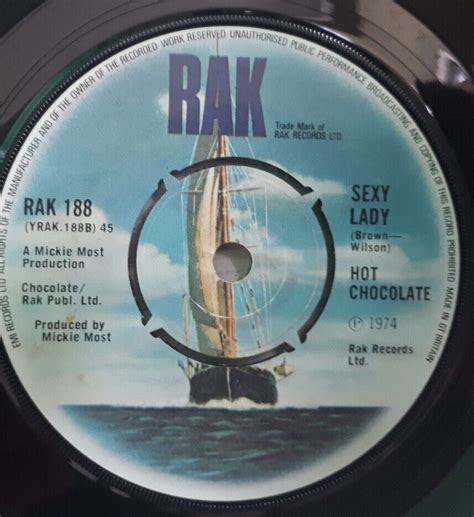 EMI RECORDS LTD ALL RIGHTS OF THE MANUFACTURER AND OF THE OWNER OF THE RECORDED WORK RESERVED UNAUTHORISED PUBLIC PERFORMANCE BROADCASTING AND COPYING OF THIS RECORD PROHIBITED MADE IN GT BRITAIN
RAK
Trade Mark of
RAK RECORDS LTD.
RAK 188
(YRAK.188B) 45
A Mickie Most
Production
Chocolate/
Rak Publ. Ltd.
Produced by
Mickie Most
SEXY
LADY
(Brown—
Wilson)
HOT
CHOCOLATE
℗ 1974
Rak Records
Ltd.